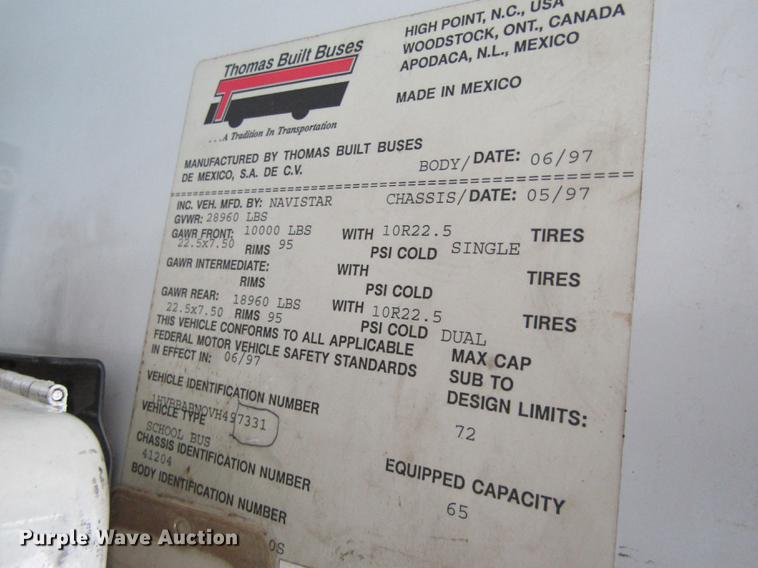 Thomas Built Buses
T
...A Tradition In Transportation
HIGH POINT, N.C., USA
WOODSTOCK, ONT., CANADA
APODACA, N.L., MEXICO
MADE IN MEXICO
MANUFACTURED BY THOMAS BUILT BUSES
DE MEXICO, S.A. DE C.V.
BODY/DATE: 06/97
INC. VEH. MFD. BY: NAVISTAR CHASSIS/DATE: 05/97
GVWR: 28960 LBS
GAWR FRONT: 10000 LBS WITH 10R22.5 TIRES
22.5x7.50 RIMS 95 PSI COLD SINGLE
GAWR INTERMEDIATE: WITH TIRES
RIMS PSI COLD
GAWR REAR: 18960 LBS WITH 10R22.5 TIRES
22.5x7.50 RIMS 95 PSI COLD DUAL
THIS VEHICLE CONFORMS TO ALL APPLICABLE
FEDERAL MOTOR VEHICLE SAFETY STANDARDS
IN EFFECT IN: 06/97
MAX CAP
SUB TO
DESIGN LIMITS:
72
VEHICLE IDENTIFICATION NUMBER
VEHICLE TYPE
SCHOOL BUS
CHASSIS IDENTIFICATION NUMBER
41204
BODY IDENTIFICATION NUMBER
0S
EQUIPPED CAPACITY
65
Purple Wave Auction